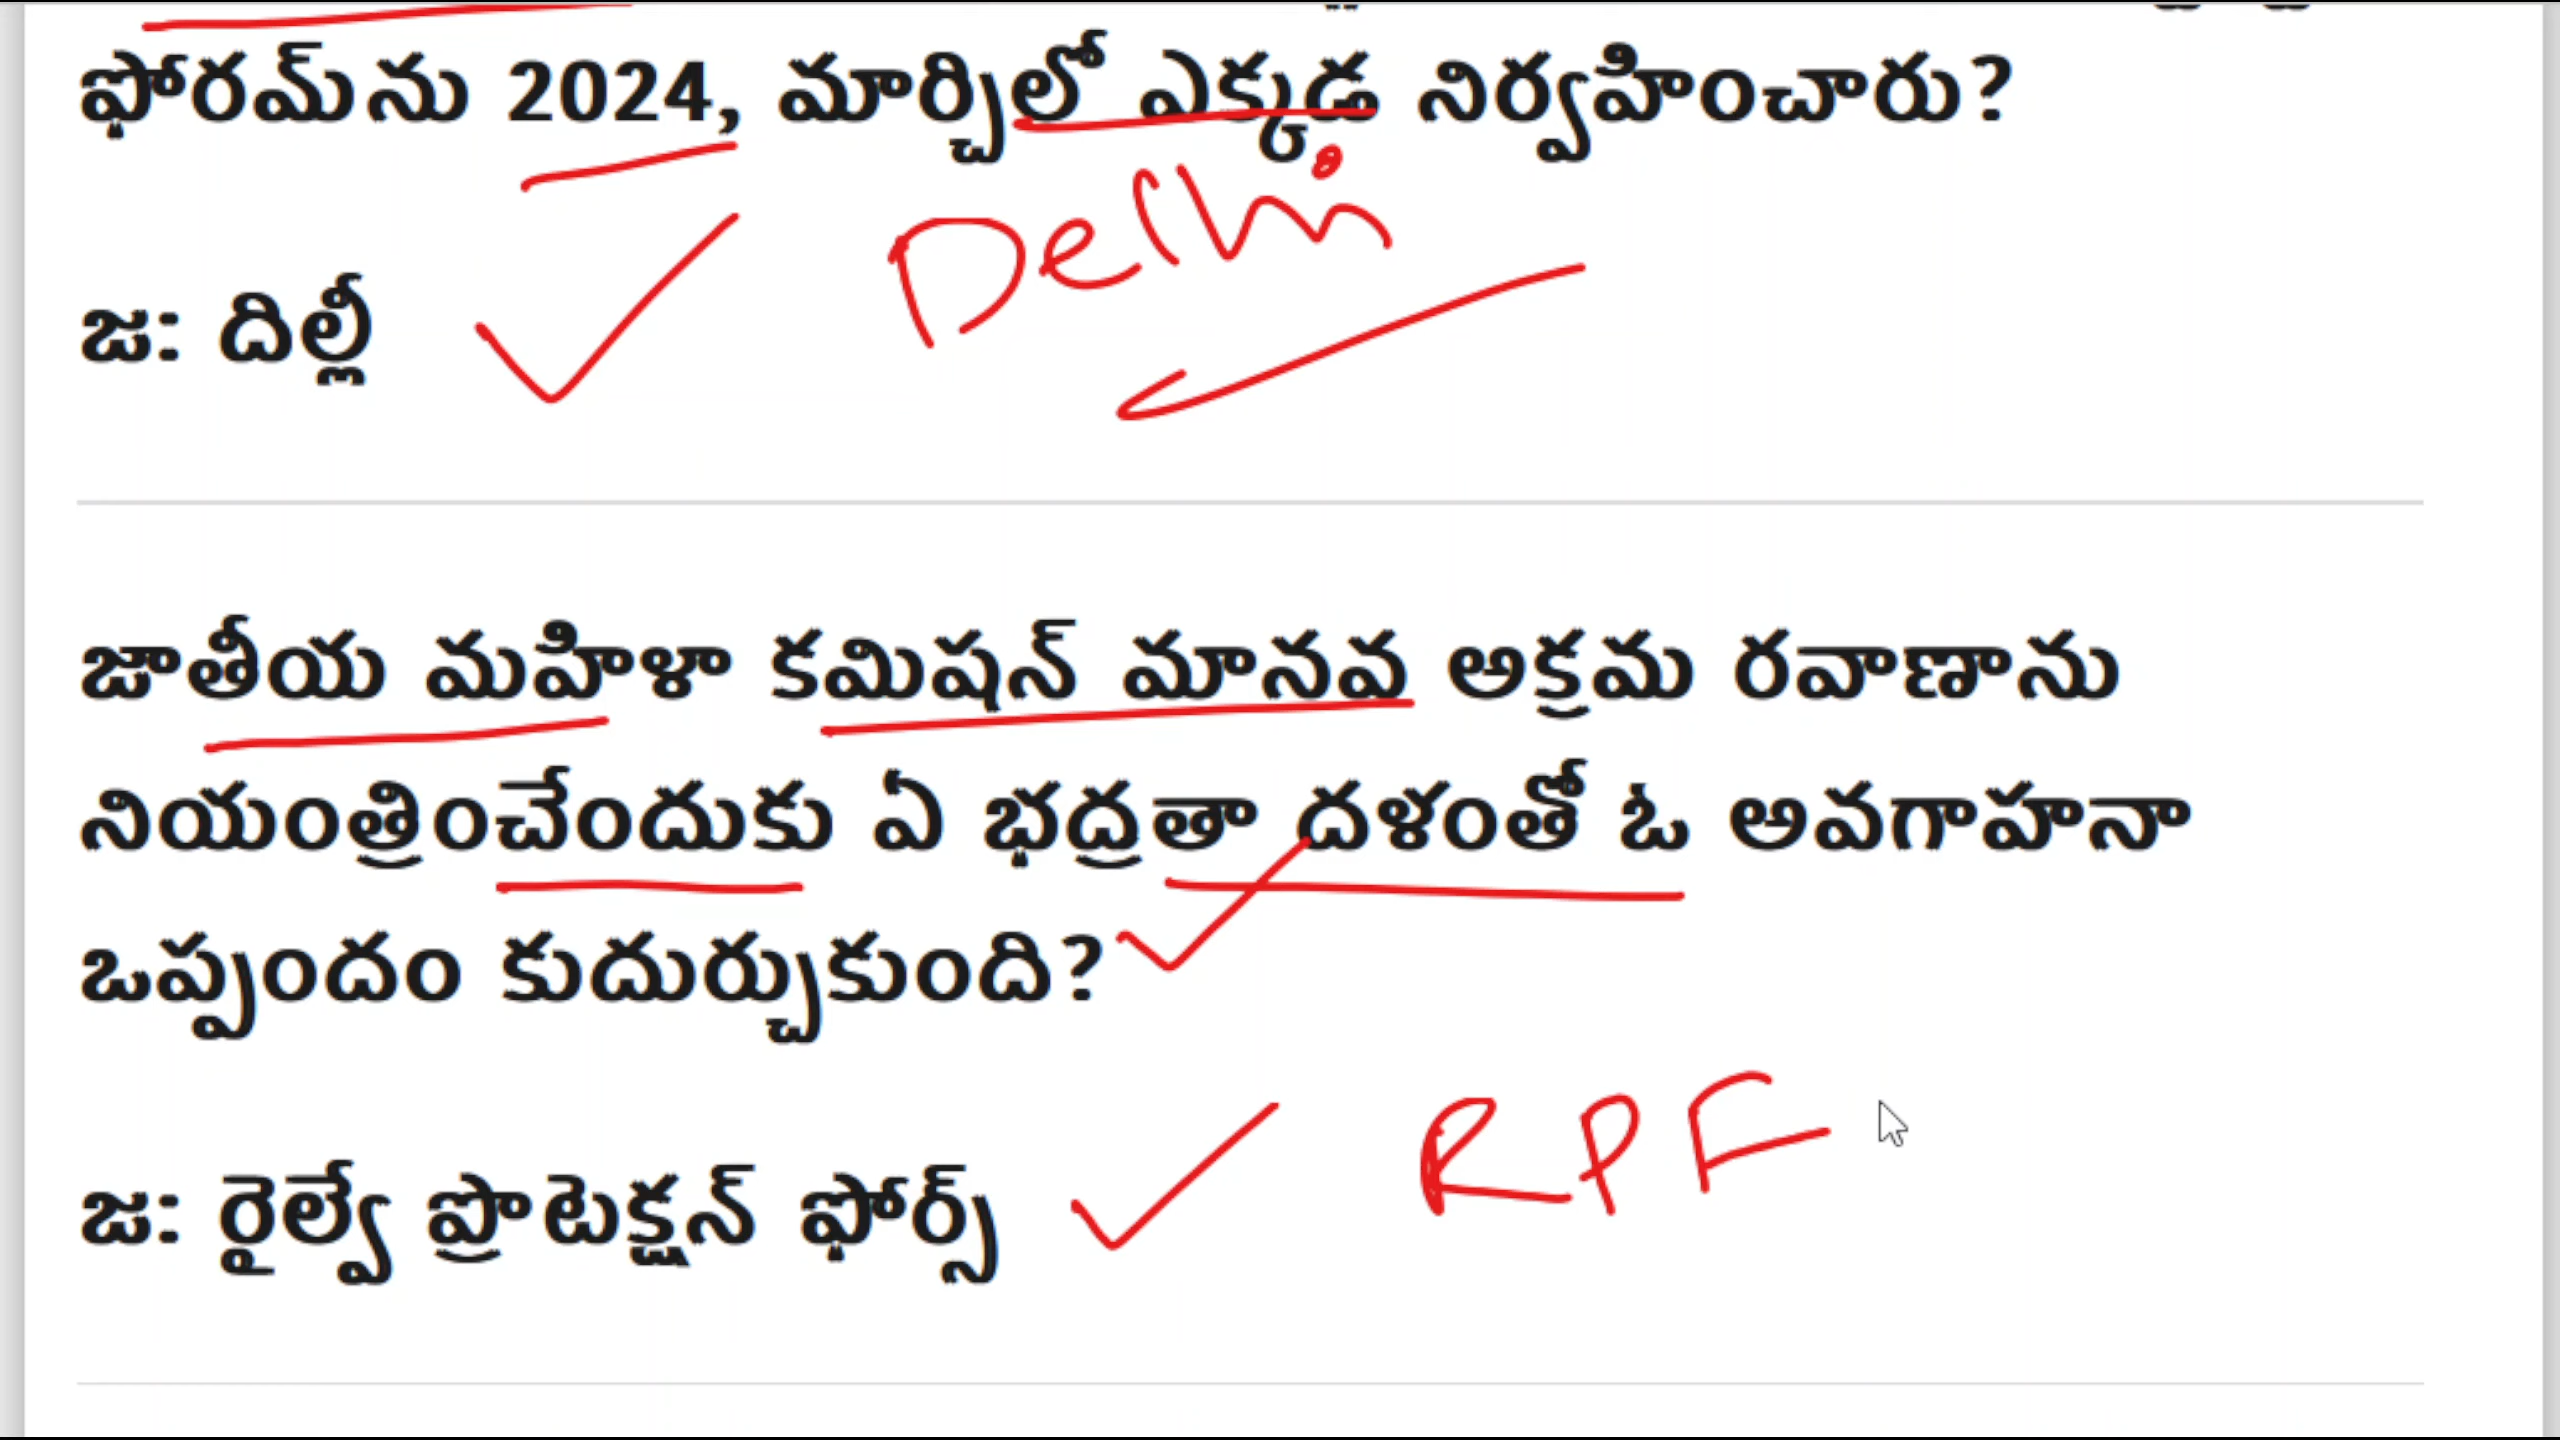 ఫోరమ్‌ను 2024, మార్చిలో ఎక్కడ నిర్వహించారు?
Delhi
జ: దిల్లీ
జాతీయ మహిళా కమిషన్ మానవ అక్రమ రవాణాను
నియంత్రించేందుకు ఏ భద్రతా దళంతో ఓ అవగాహనా
ఒప్పందం కుదుర్చుకుంది?
జ: రైల్వే ప్రొటెక్షన్ ఫోర్స్
RPF